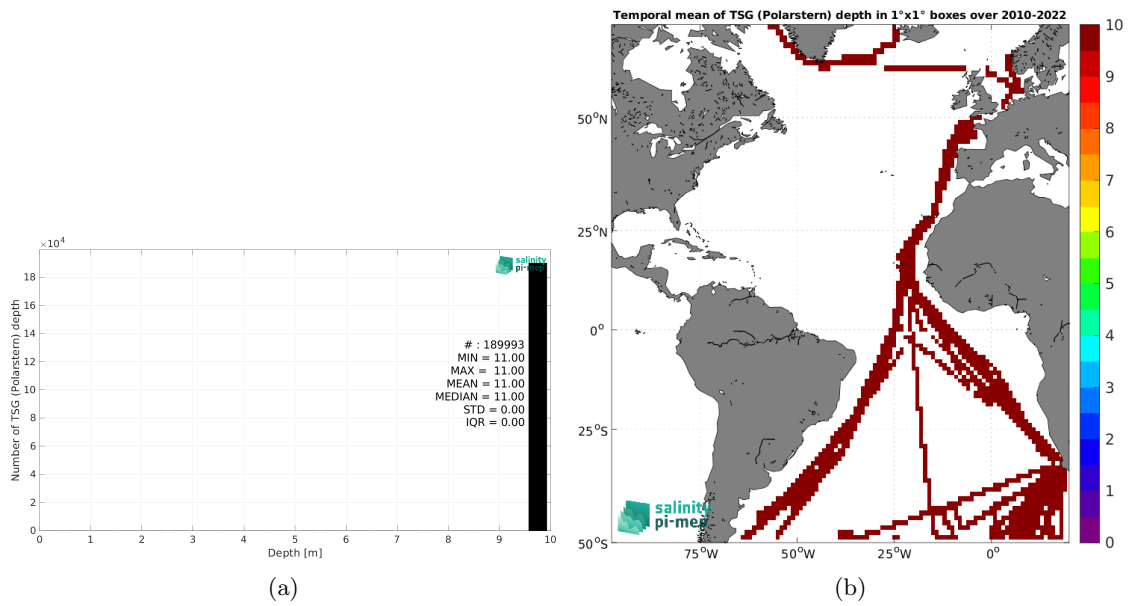 ×10⁴
18
16
14
12
10
8
6
4
2
0
Number of TSG (Polarstern) depth
salinity
pi-mep
# : 189993
MIN = 11.00
MAX = 11.00
MEAN = 11.00
MEDIAN = 11.00
STD = 0.00
IQR = 0.00
0 1 2 3 4 5 6 7 8 9 10
Depth [m]
(a)
Temporal mean of TSG (Polarstern) depth in 1°x1° boxes over 2010-2022
50°N
25°N
0°
25°S
50°S
75°W 50°W 25°W 0°
salinity
pi-mep
10
9
8
7
6
5
4
3
2
1
0
(b)